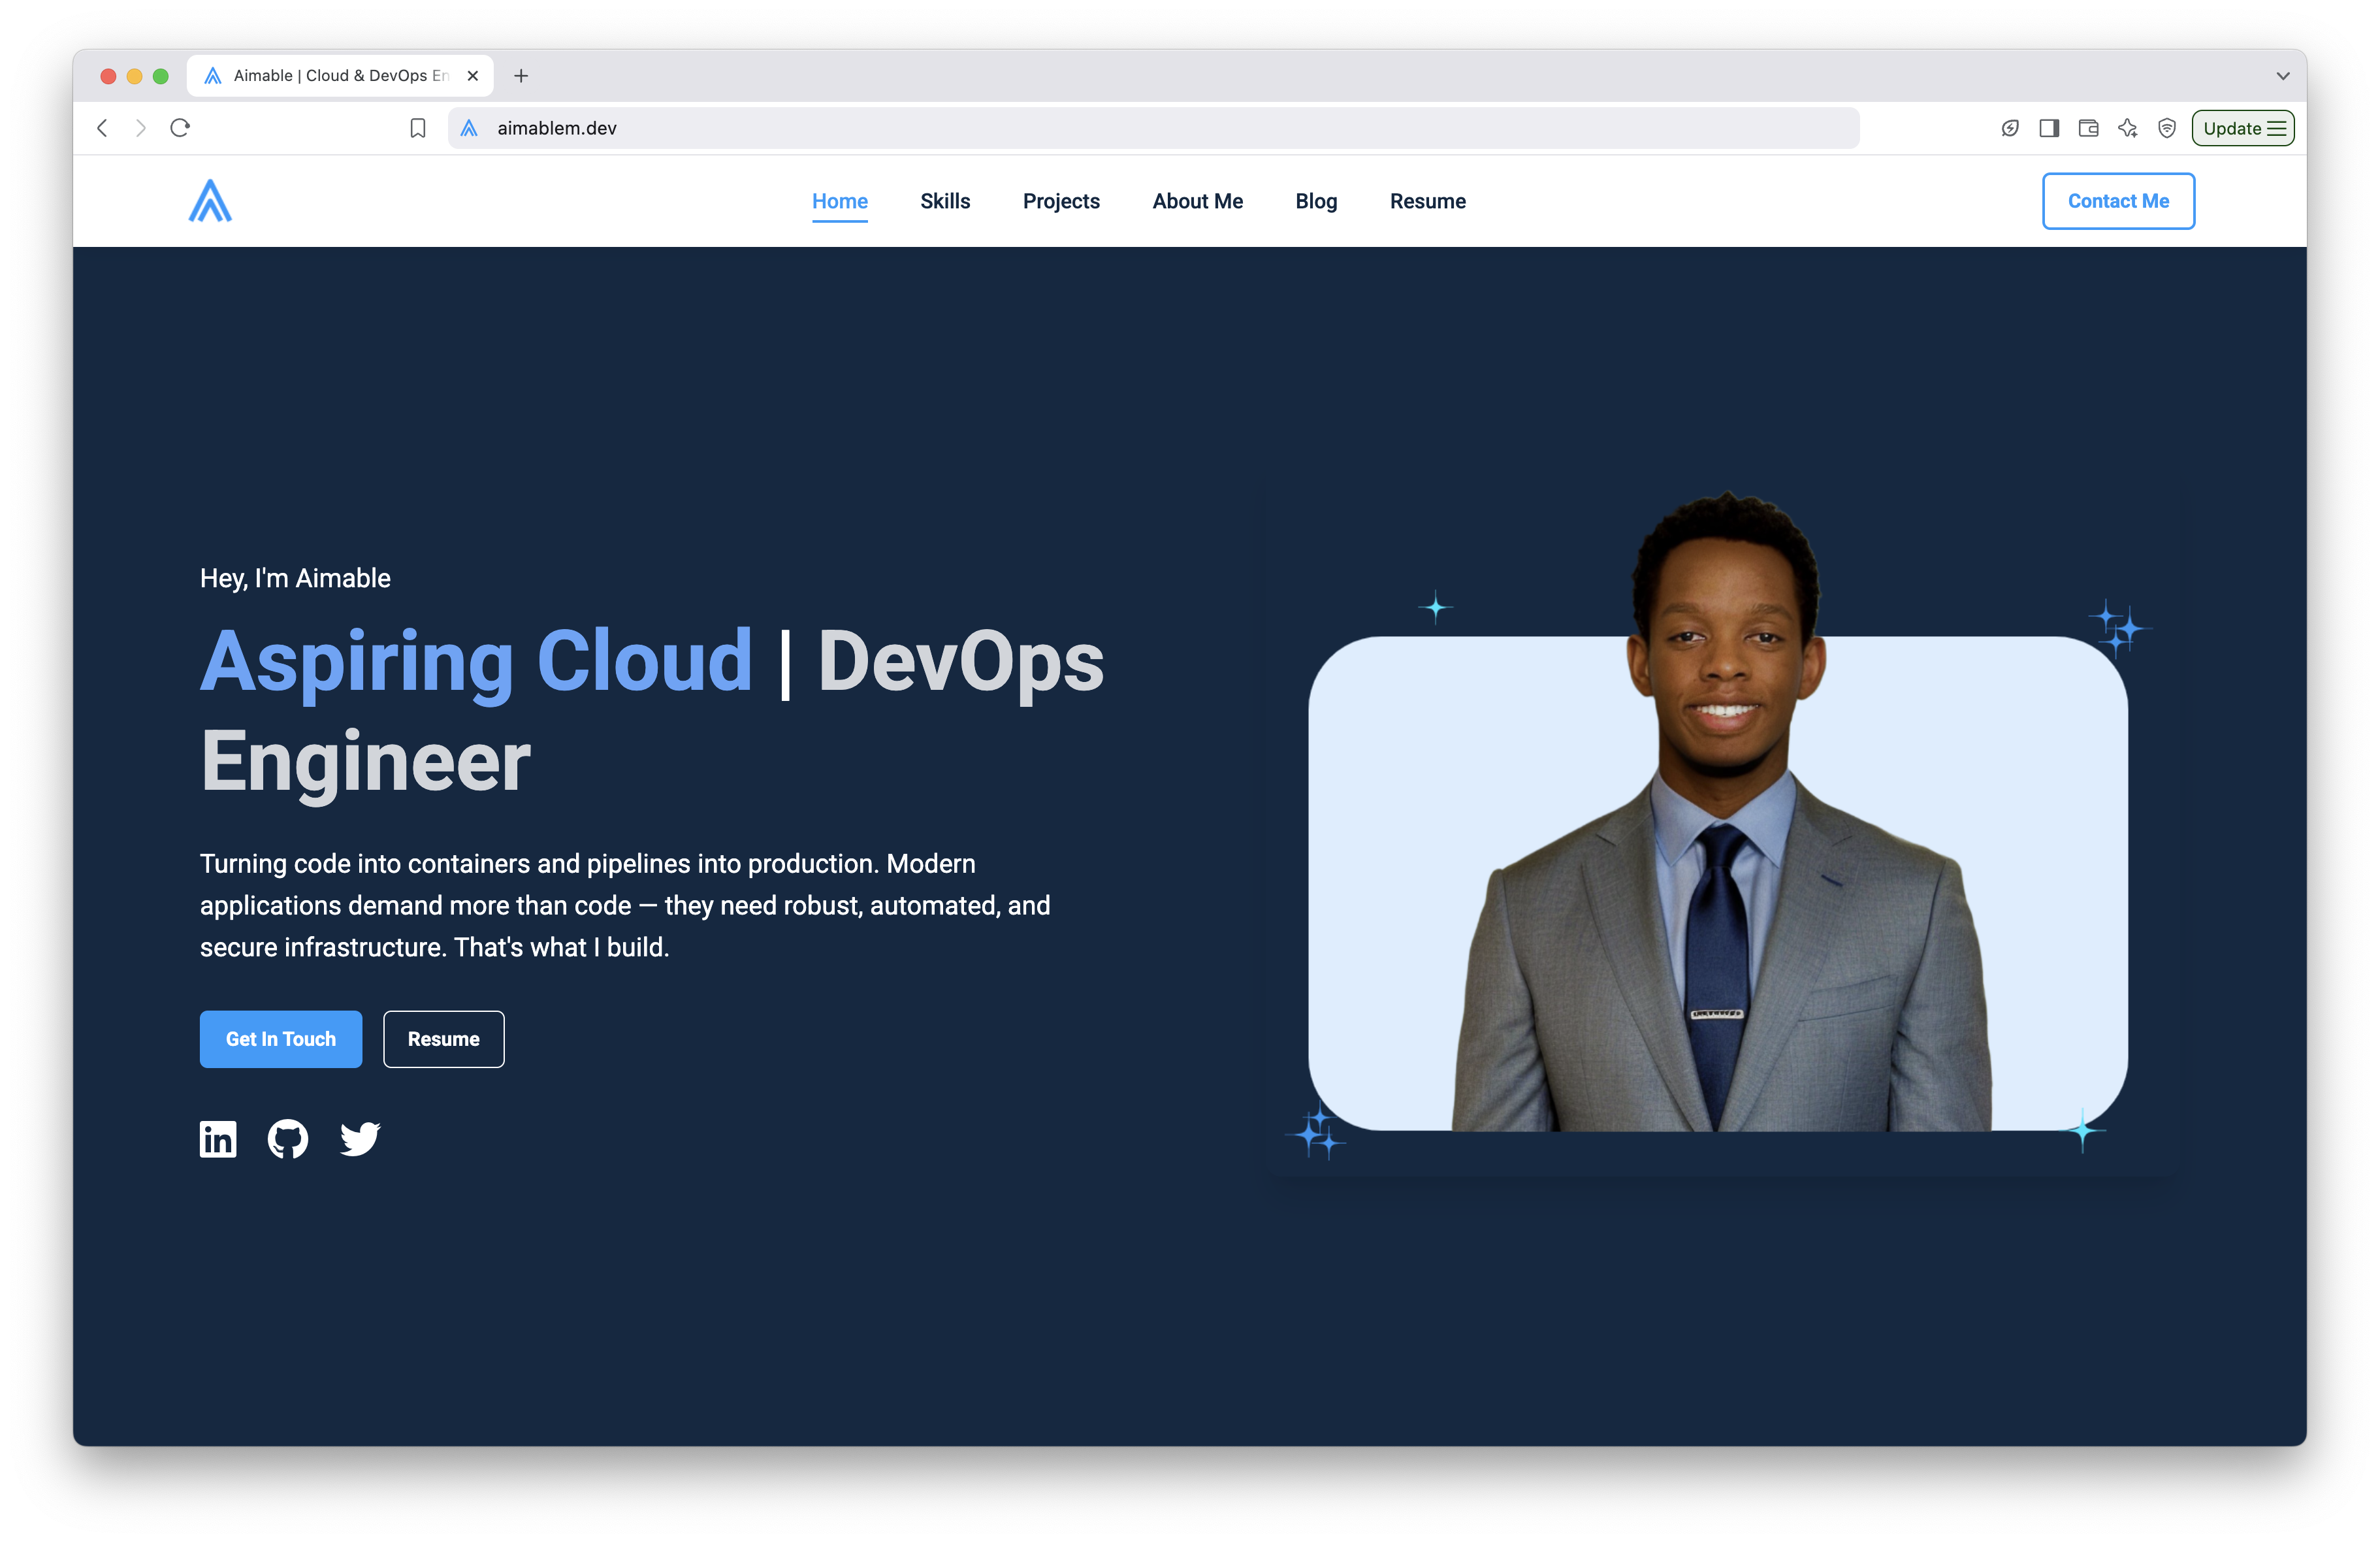 Aimable | Cloud & DevOps En
aimablem.dev
Update
Home
Skills
Projects
About Me
Blog
Resume
Contact Me
Hey, I'm Aimable
Aspiring Cloud | DevOps
Engineer
Turning code into containers and pipelines into production. Modern
applications demand more than code — they need robust, automated, and
secure infrastructure. That's what I build.
Get In Touch
Resume
in